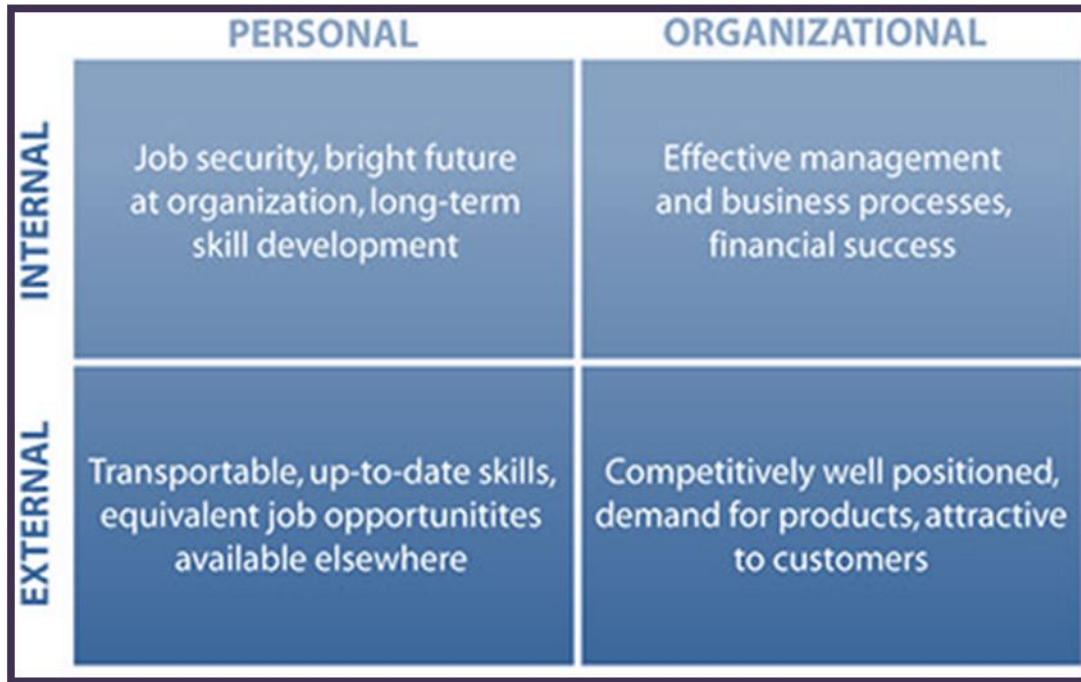 PERSONAL
ORGANIZATIONAL
INTERNAL
Job security, bright future
at organization, long-term
skill development
Effective management
and business processes,
financial success
EXTERNAL
Transportable, up-to-date skills,
equivalent job opportunitites
available elsewhere
Competitively well positioned,
demand for products, attractive
to customers